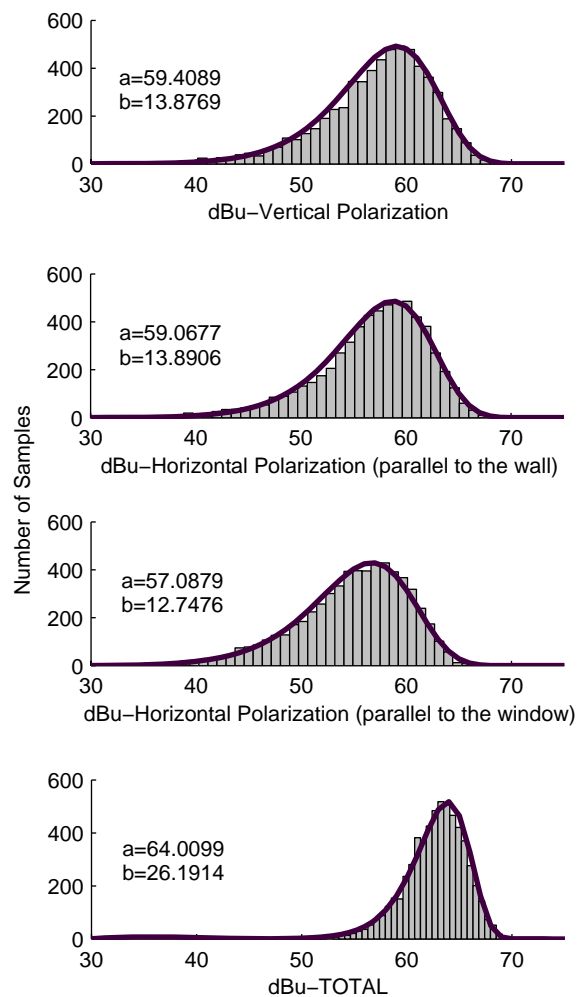 600
400
200
0
a=59.4089
b=13.8769
30 40 50 60 70
dBu−Vertical Polarization
600
400
200
0
a=59.0677
b=13.8906
30 40 50 60 70
dBu−Horizontal Polarization (parallel to the wall)
Number of Samples
600
400
200
0
a=57.0879
b=12.7476
30 40 50 60 70
dBu−Horizontal Polarization (parallel to the window)
600
400
200
0
a=64.0099
b=26.1914
30 40 50 60 70
dBu−TOTAL